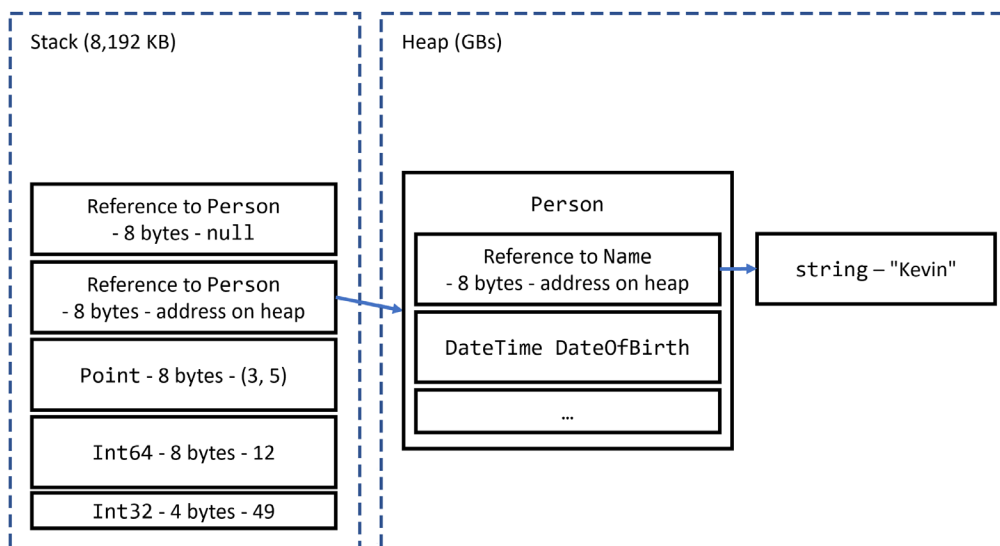 Stack (8,192 KB)
Reference to Person
- 8 bytes - null
Reference to Person
- 8 bytes - address on heap
Point - 8 bytes - (3, 5)
Int64 - 8 bytes - 12
Int32 - 4 bytes - 49
Heap (GBs)
Person
Reference to Name
- 8 bytes - address on heap
DateTime DateOfBirth
…
string – "Kevin"